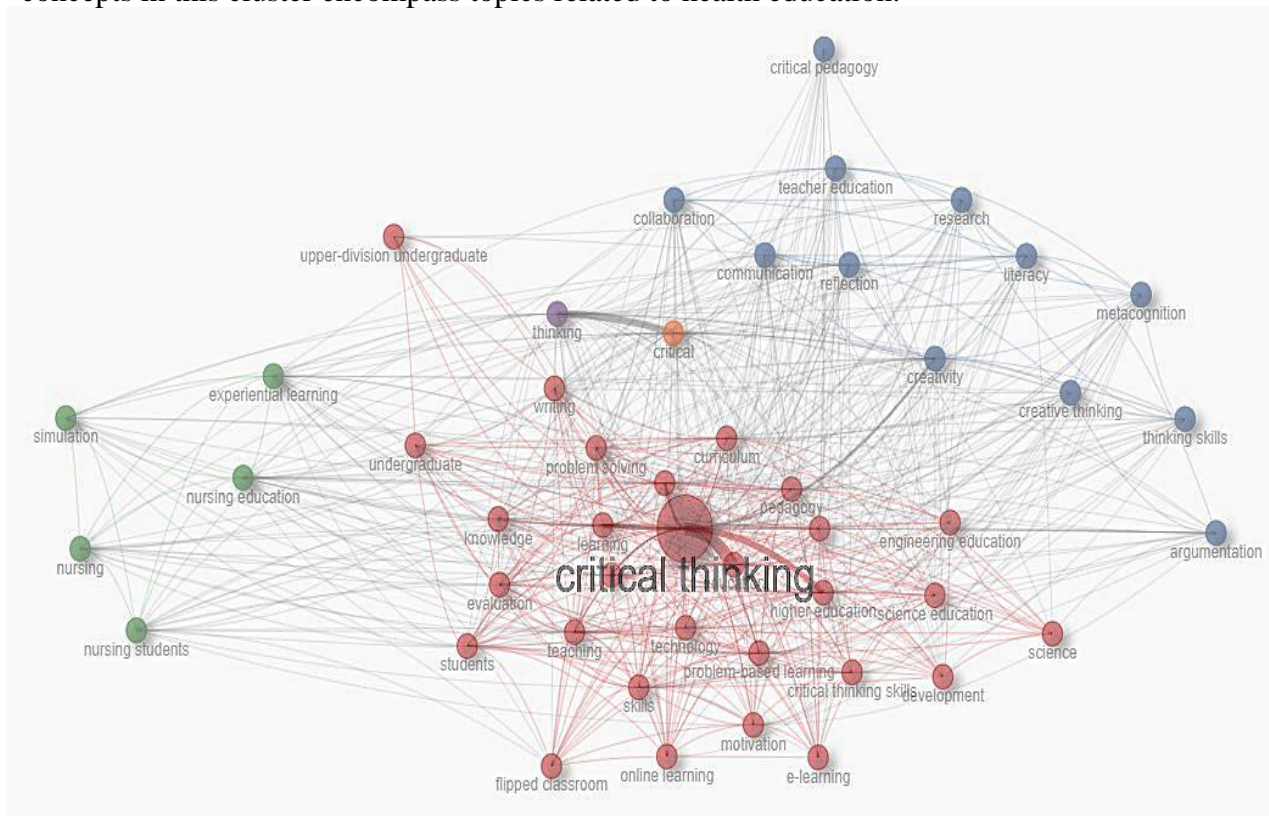 concepts in this cluster encompass topics related to health education.
critical pedagogy
teacher education
collaboration
research
upper-division undergraduate
communication
reflection
literacy
metacognition
thinking
critical
creativity
experiential learning
creative thinking
writing
simulation
thinking skills
curriculum
undergraduate
problem solving
nursing education
pedagogy
knowledge
learning
engineering education
argumentation
nursing
critical thinking
evaluation
higher education
science education
nursing students
students
teaching
technology
science
problem-based learning
critical thinking skills
development
skills
motivation
flipped classroom
online learning
e-learning